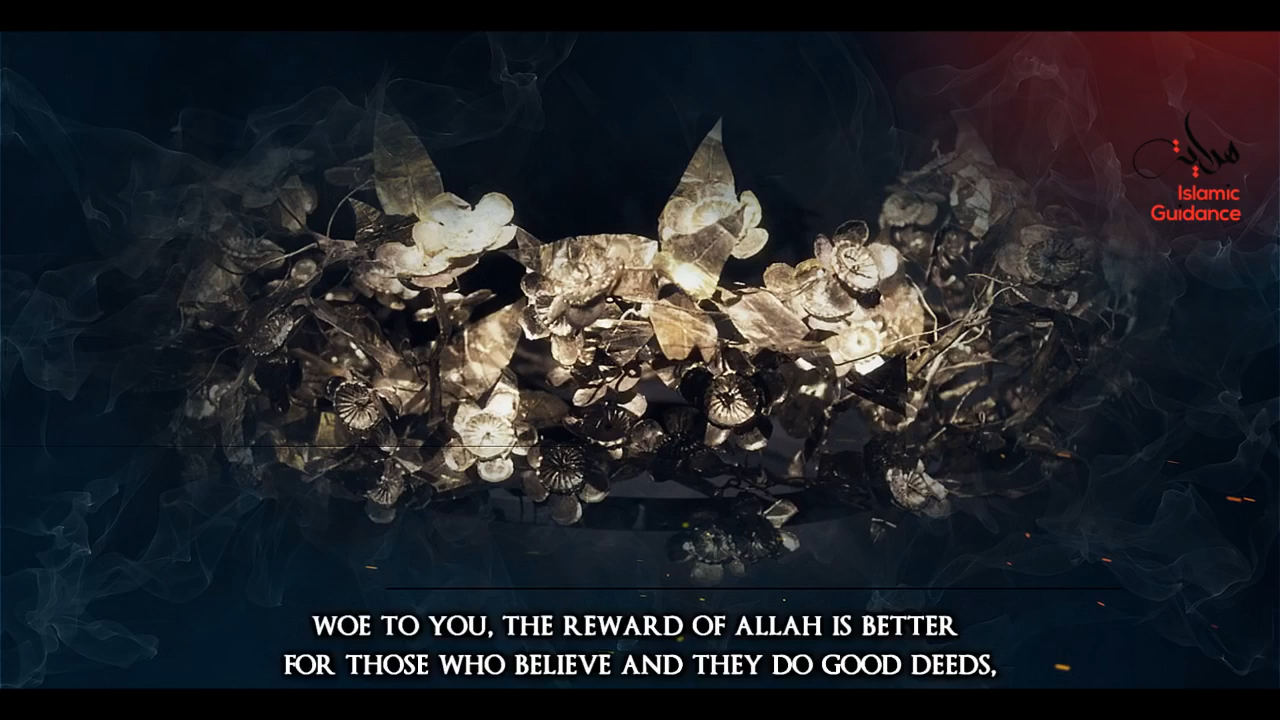 هداية
Islamic
Guidance
WOE TO YOU, THE REWARD OF ALLAH IS BETTER
FOR THOSE WHO BELIEVE AND THEY DO GOOD DEEDS,